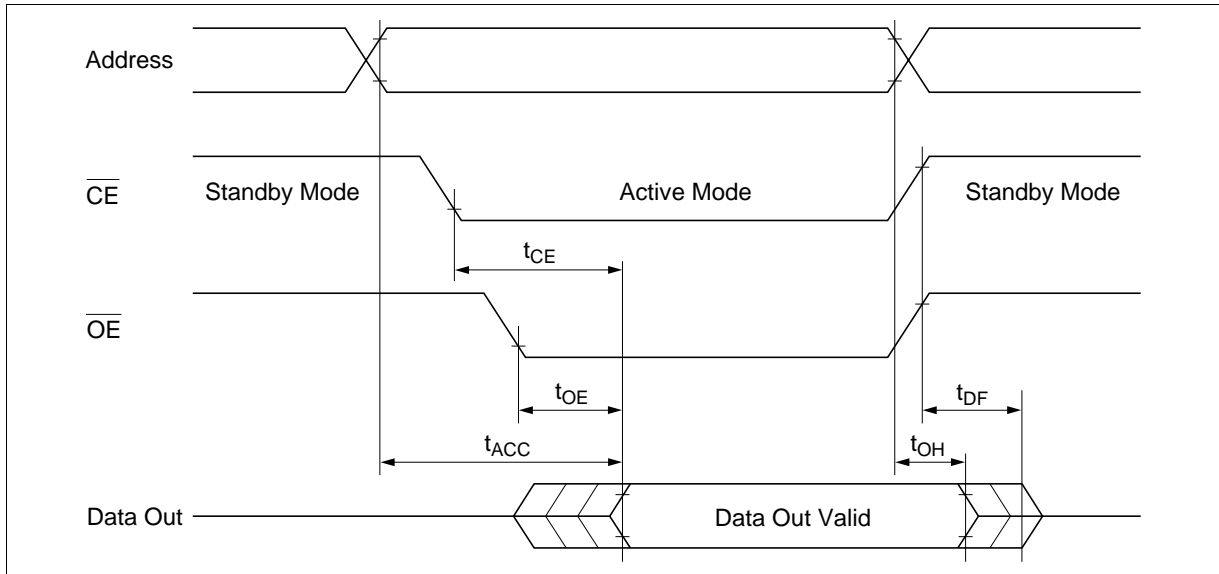 Address
CE
Standby Mode
Active Mode
Standby Mode
tCE
OE
tOE
tDF
tACC
tOH
Data Out
Data Out Valid